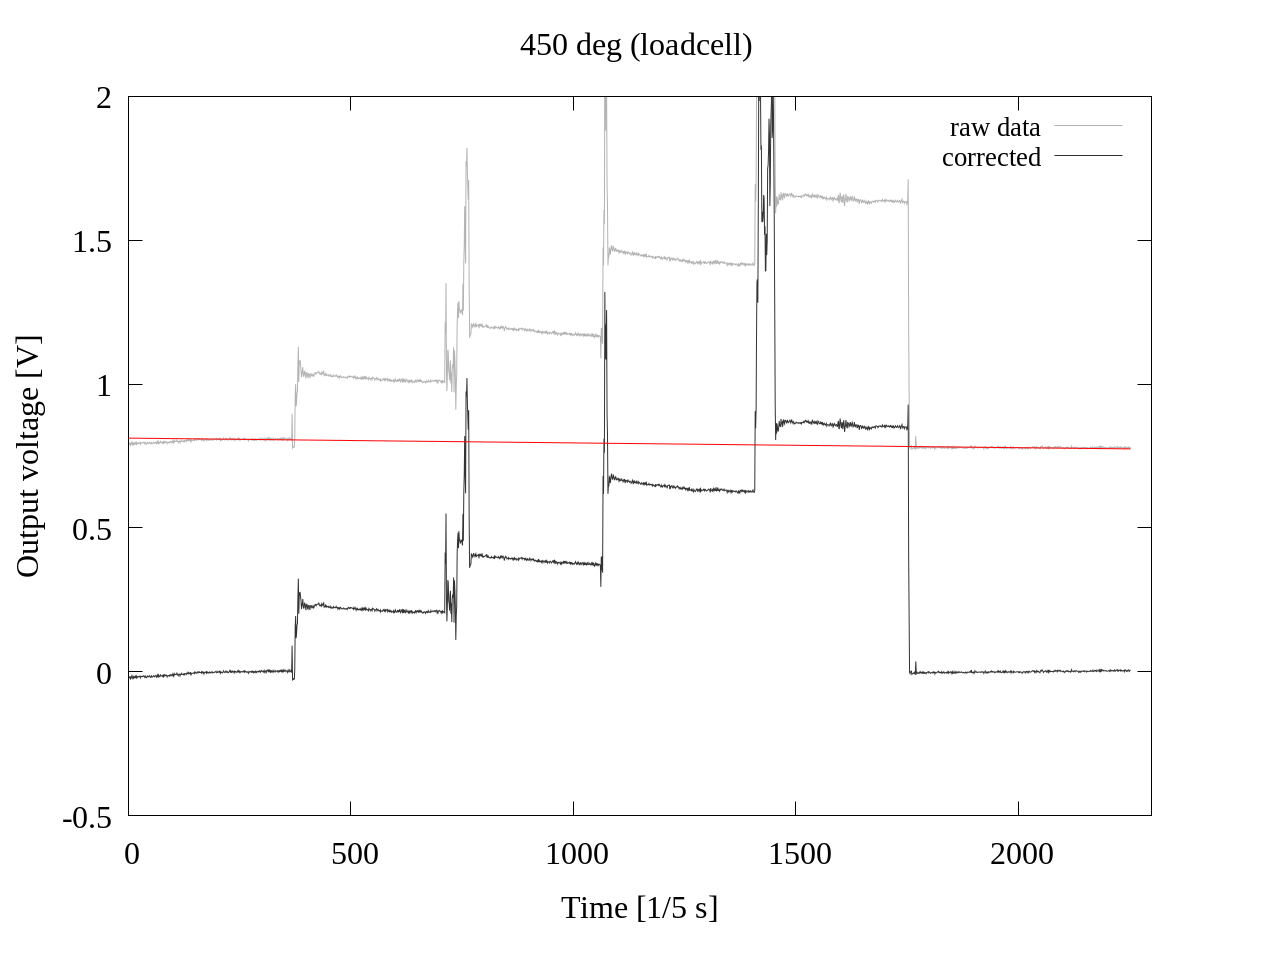 450 deg (loadcell)
raw data
corrected
2
1.5
1
0.5
0
-0.5
Output voltage [V]
0 500 1000 1500 2000
Time [1/5 s]